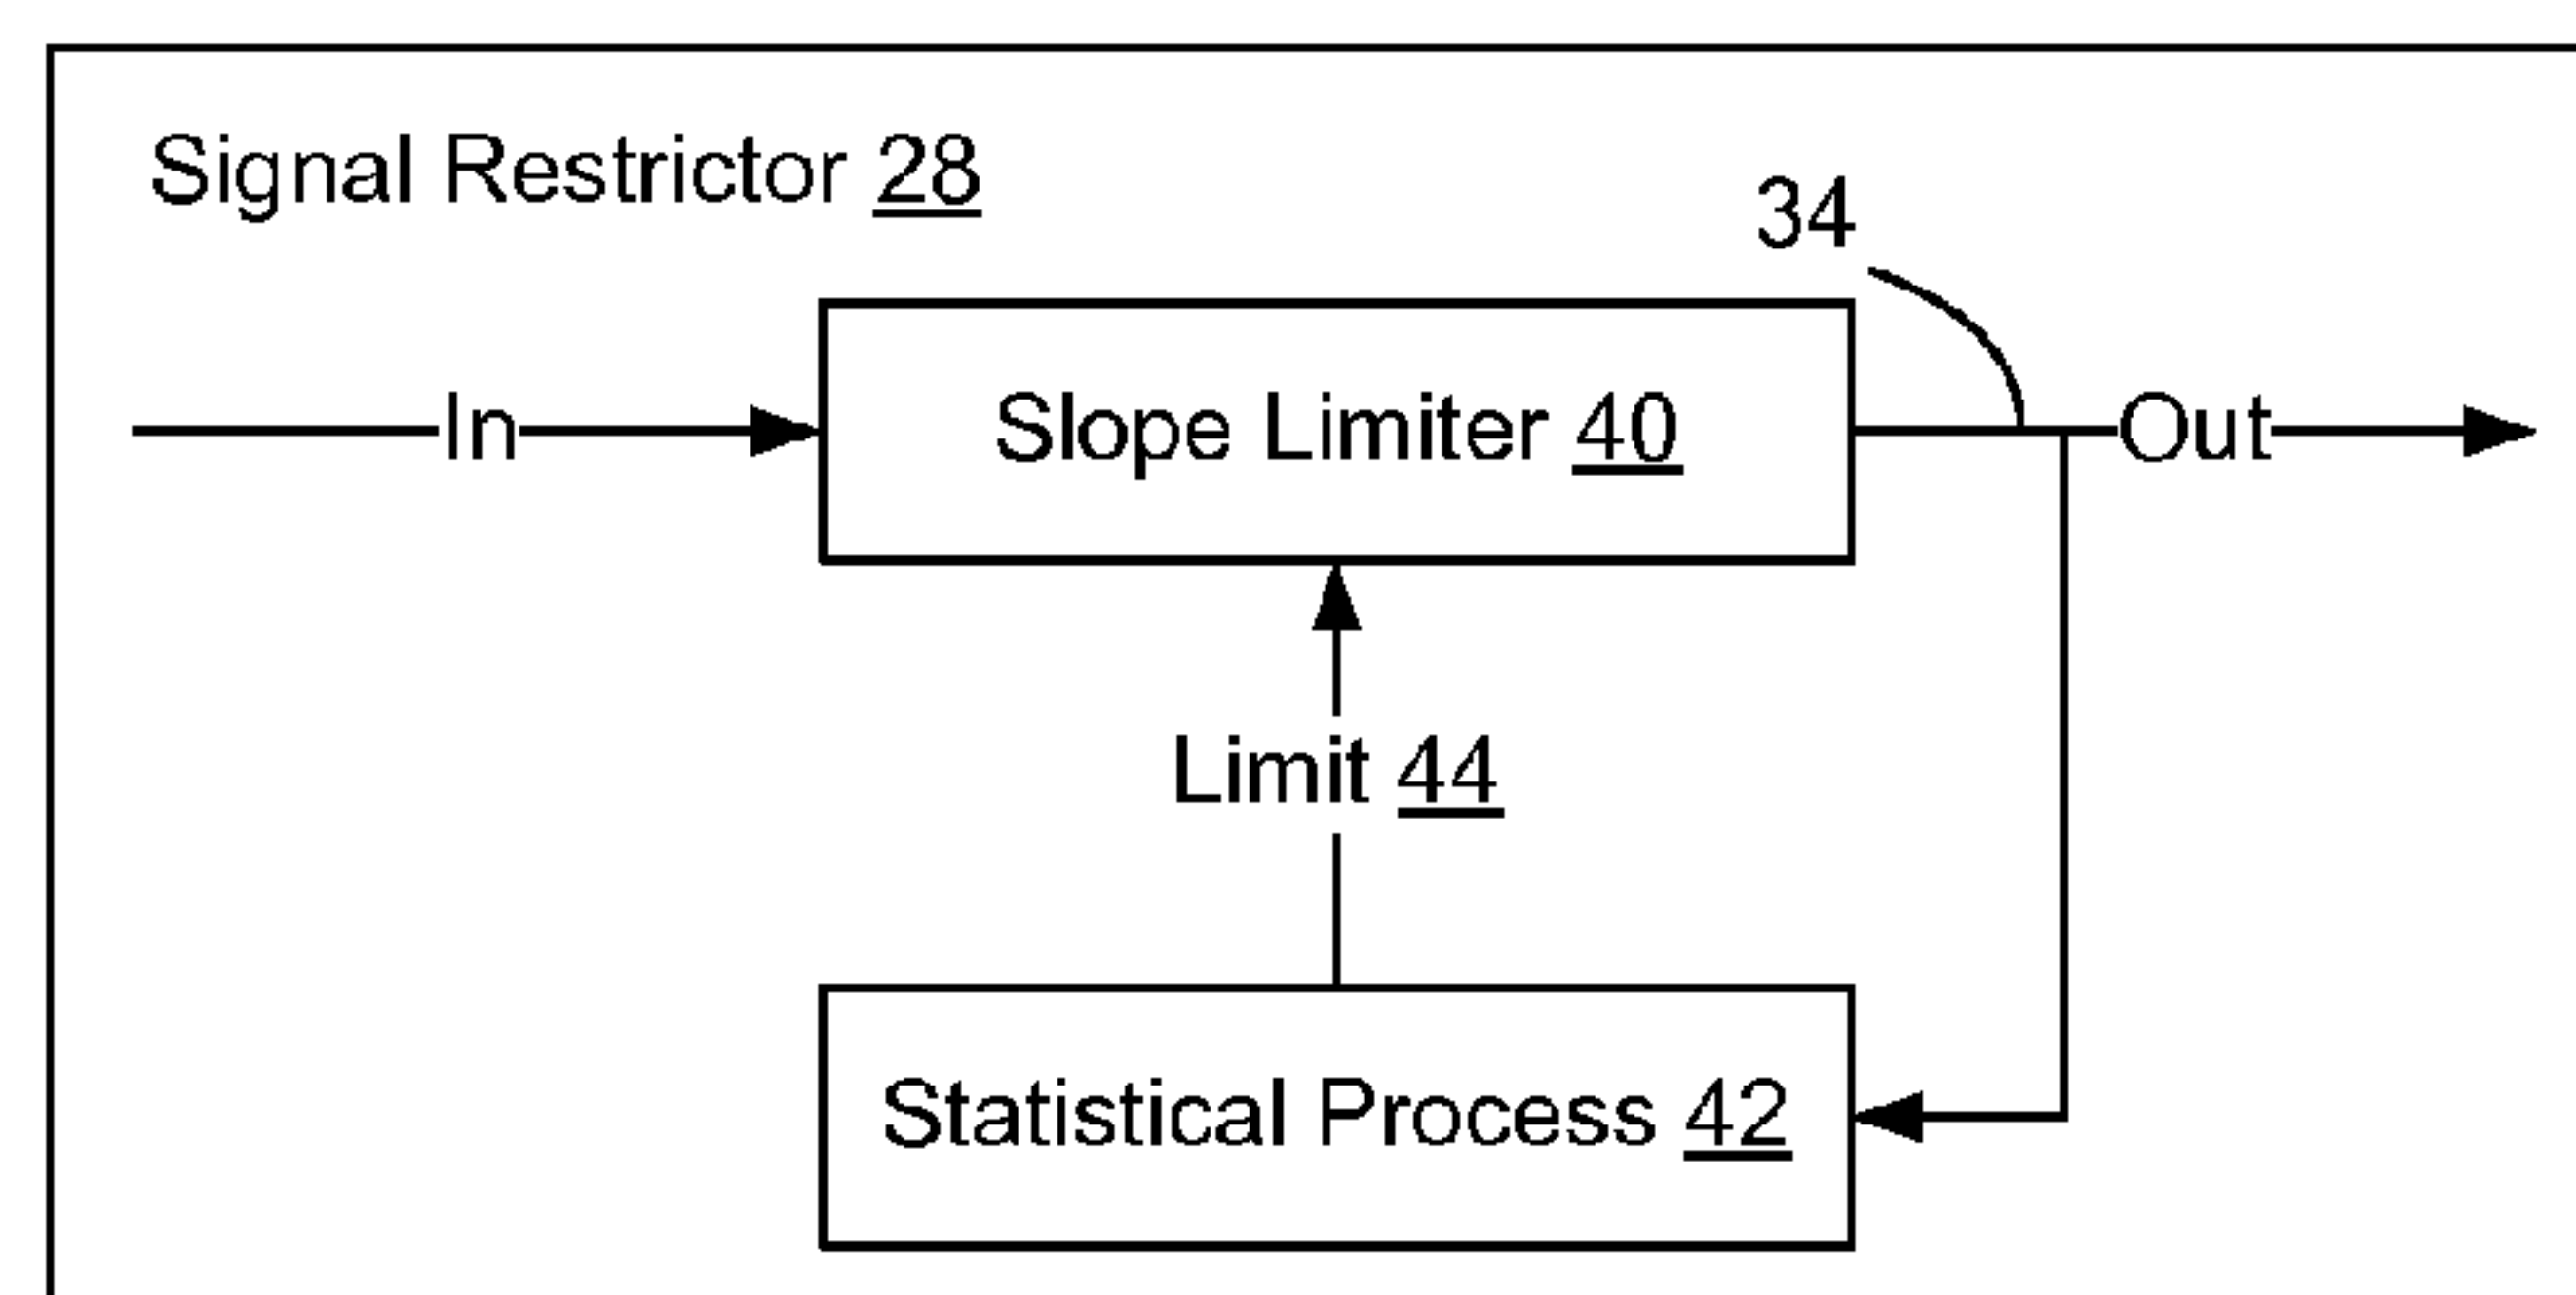 Signal Restrictor 28
34
In
Slope Limiter 40
Out
Limit 44
Statistical Process 42